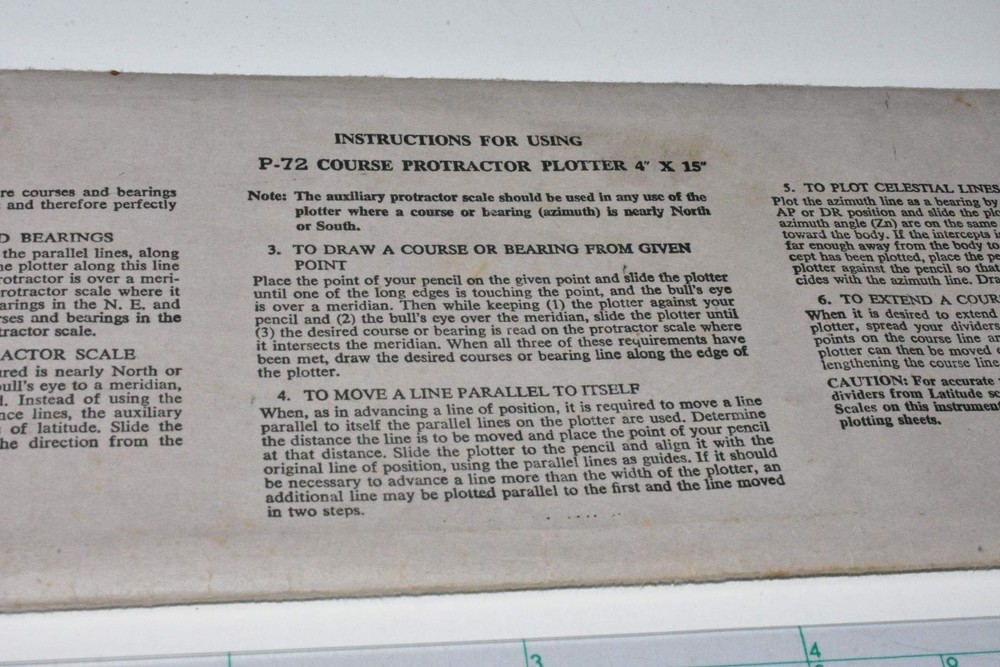 INSTRUCTIONS FOR USING
P-72 COURSE PROTRACTOR PLOTTER 4" X 15"
re courses and bearings
and therefore perfectly
D BEARINGS
the parallel lines, along
ne plotter along this line
rotractor is over a meri-
rotractor scale where it
arings in the N. E. and
rses and bearings in the
tractor scale.
ACTOR SCALE
ured is nearly North or
bull's eye to a meridian,
l. Instead of using the
nce lines, the auxiliary
of latitude. Slide the
he direction from the
Note: The auxiliary protractor scale should be used in any use of the
plotter where a course or bearing (azimuth) is nearly North
or South.
3. TO DRAW A COURSE OR BEARING FROM GIVEN
POINT
Place the point of your pencil on the given point and slide the plotter
until one of the long edges is touching the point, and the bull's eye
is over a meridian. Then while keeping (1) the plotter against your
pencil and (2) the bull's eye over the meridian, slide the plotter until
(3) the desired course or bearing is read on the protractor scale where
it intersects the meridian. When all three of these requirements have
been met, draw the desired courses or bearing line along the edge of
the plotter.
4. TO MOVE A LINE PARALLEL TO ITSELF
When, as in advancing a line of position, it is required to move a line
parallel to itself the parallel lines on the plotter are used. Determine
the distance the line is to be moved and place the point of your pencil
at that distance. Slide the plotter to the pencil and align it with the
original line of position, using the parallel lines as guides. If it should
be necessary to advance a line more than the width of the plotter, an
additional line may be plotted parallel to the first and the line moved
in two steps.
5. TO PLOT CELESTIAL LINES
Plot the azimuth line as a bearing by
AP or DR position and slide the plo
azimuth angle (Zn) are on the same
toward the body. If the intercepts i
far enough away from the body to
cept has been plotted, place the pe
plotter against the pencil so that
cides with the azimuth line. Dra
6. TO EXTEND A COUR
When it is desired to extend
plotter, spread your dividers
points on the course line an
plotter can then be moved
lengthening the course line
CAUTION: For accurate
dividers from Latitude sc
Scales on this instrument
plotting sheets.
3
4
9